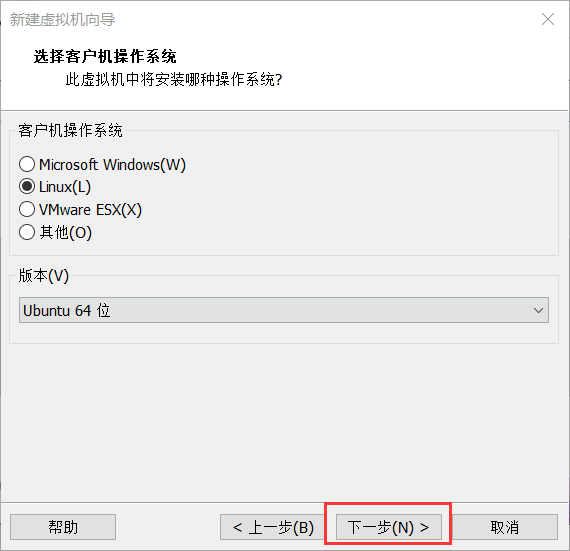 新建虚拟机向导
选择客户机操作系统
此虚拟机中将安装哪种操作系统?
客户机操作系统
Microsoft Windows(W)
Linux(L)
VMware ESX(X)
其他(O)
版本(V)
Ubuntu 64 位
帮助
< 上一步(B)
下一步(N) >
取消